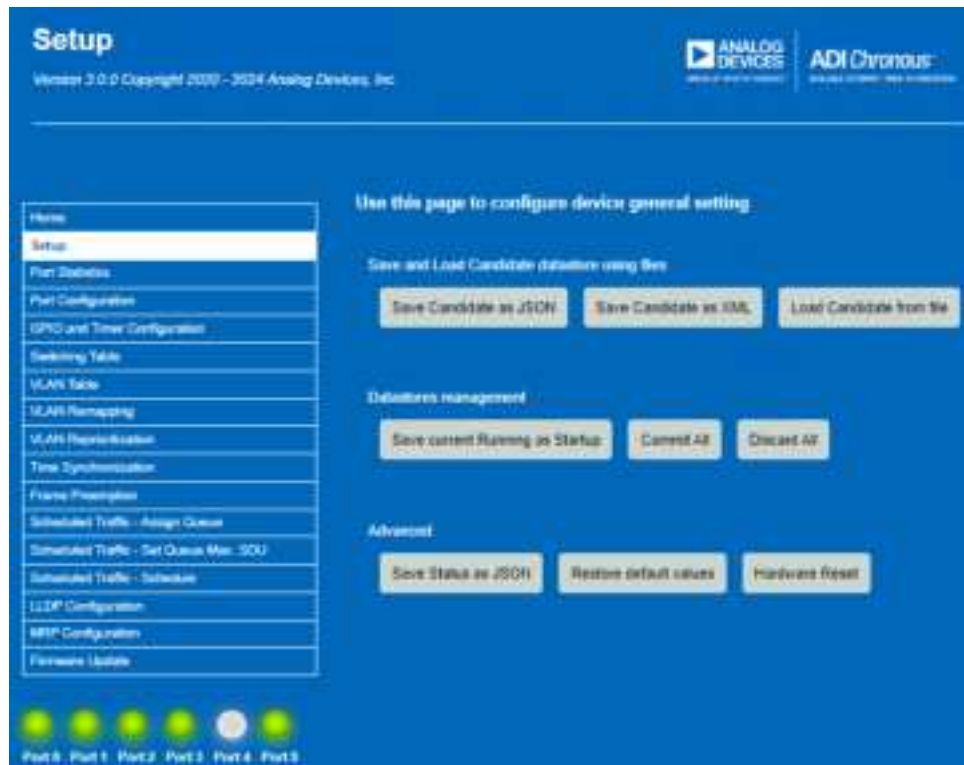 Setup
Version 3.0.0 Copyright 2020 - 2024 Analog Devices, Inc.
ANALOG
DEVICES
ADI Chronous
Home
Setup
Port Statistics
Port Configuration
GPIO and Timer Configuration
Switching Table
VLAN Table
VLAN Remapping
VLAN Reprioritization
Time Synchronization
Frame Preemption
Scheduled Traffic - Assign Queue
Scheduled Traffic - Set Queue Max. SDU
Scheduled Traffic - Schedule
LLDP Configuration
MRP Configuration
Firmware Update
Port 0 Port 1 Port 2 Port 3 Port 4 Port 5
Use this page to configure device general setting
Save and Load Candidate datastore using files
Save Candidate as JSON Save Candidate as XML Load Candidate from file
Datastores management
Save current Running as Startup Commit All Discard All
Advanced
Save Status as JSON Restore default values Hardware Reset